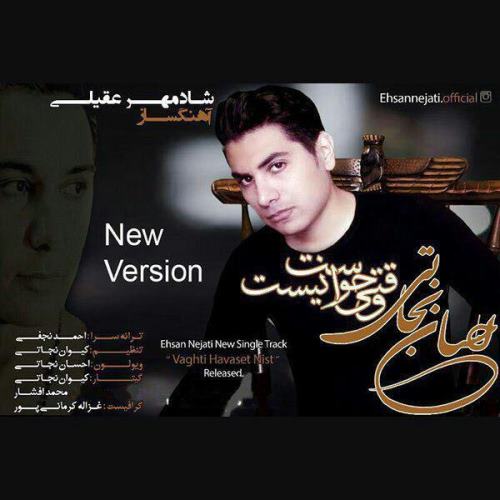 شادمهر عقیلی
آهنگساز
Ehsannejati.official
New
Version
وقتی حواست
نیست
احسان نجاتی
Ehsan Nejati New Single Track
" Vaghti Havaset Nist "
Released.
ترانه سرا : احمد نجفی
تنظیم : کیوان نجاتی
ویولون : احسان نجاتی
گیتار : کیوان نجاتی
محمد افشار
گرافیست : غزاله کرمانی پور